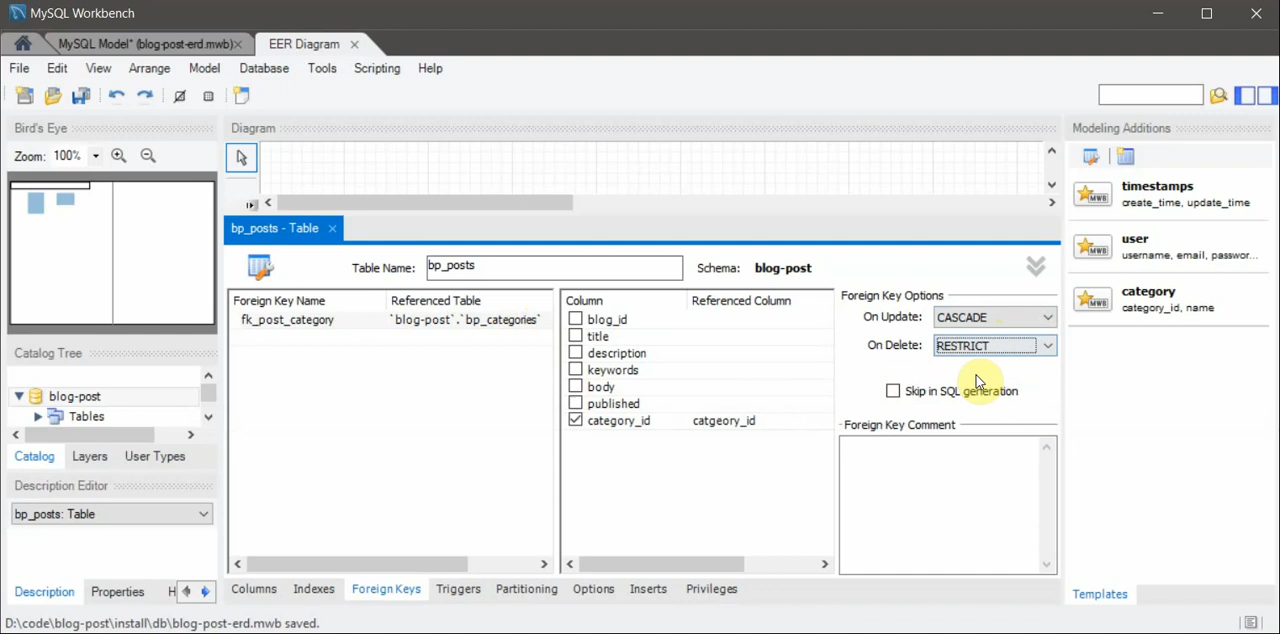 MySQL Workbench
MySQL Model* (blog-post-erd.mwb)
EER Diagram
File Edit View Arrange Model Database Tools Scripting Help
Bird's Eye
Diagram
Modeling Additions
Zoom: 100%
timestamps
create_time, update_time
user
username, email, passwor...
category
category_id, name
bp_posts - Table
Table Name: bp_posts Schema: blog-post
Foreign Key Name Referenced Table
fk_post_category `blog-post`.`bp_categories`
Column Referenced Column
blog_id
title
description
keywords
body
published
category_id catgeory_id
Foreign Key Options
On Update: CASCADE
On Delete: RESTRICT
Skip in SQL generation
Foreign Key Comment
Catalog Tree
blog-post
Tables
Catalog Layers User Types
Description Editor
bp_posts: Table
Description Properties H
Columns Indexes Foreign Keys Triggers Partitioning Options Inserts Privileges
Templates
D:\code\blog-post\install\db\blog-post-erd.mwb saved.